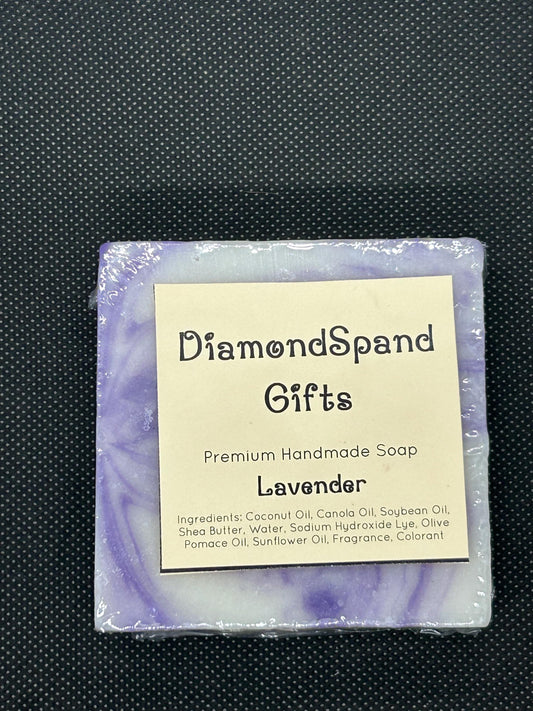 DiamondSpand
Gifts
Premium Handmade Soap
Lavender
Ingredients: Coconut Oil, Canola Oil, Soybean Oil,
Shea Butter, Water, Sodium Hydroxide Lye, Olive
Pomace Oil, Sunflower Oil, Fragrance, Colorant